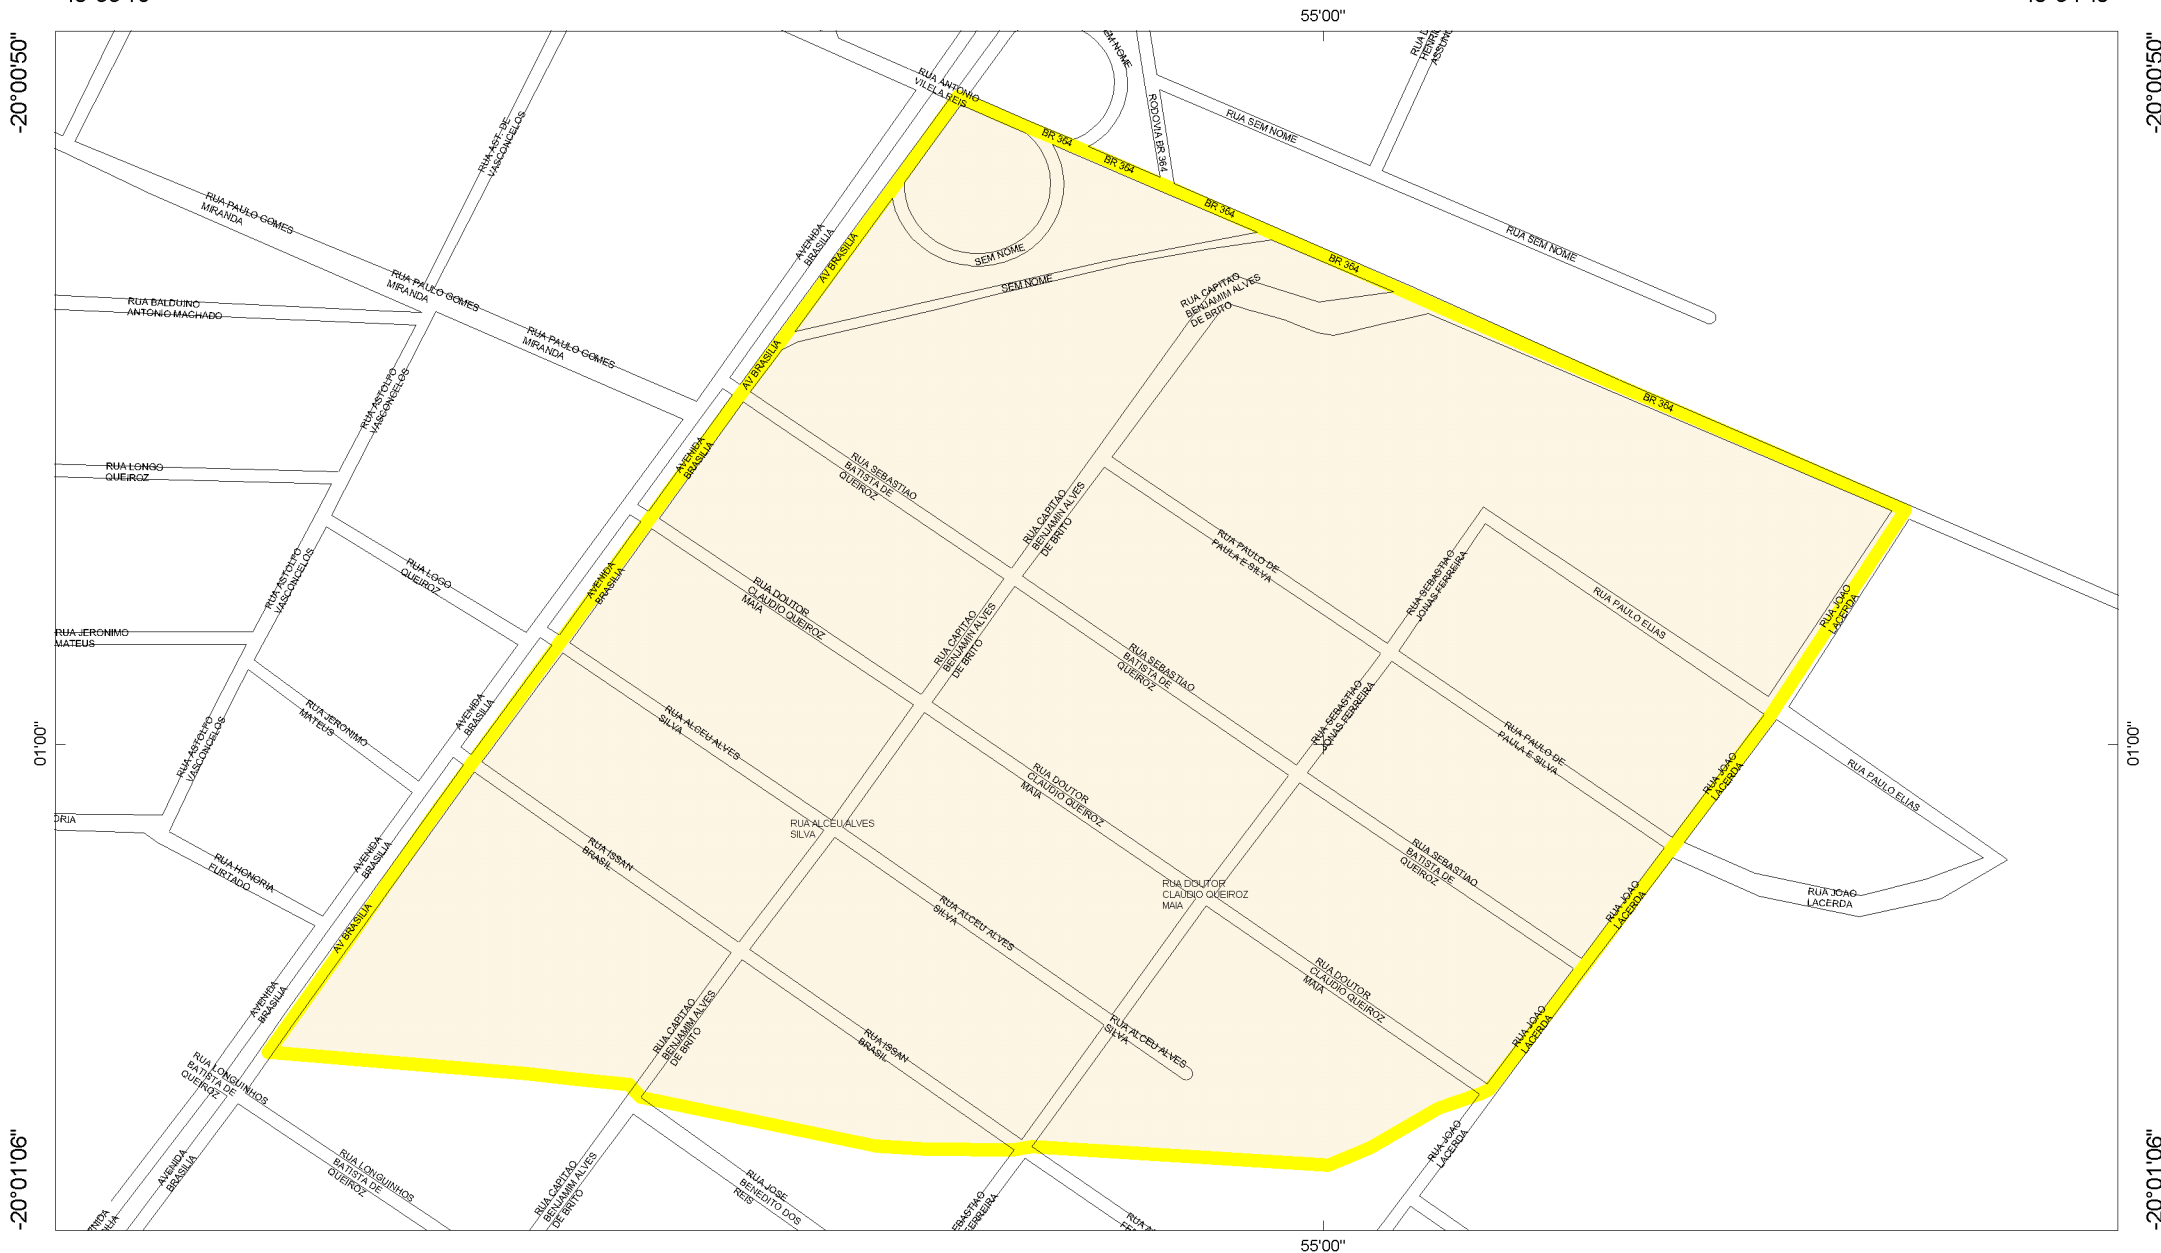 55'00"
-20°00'50"
-20°00'50"
RUA ANTONIO
VILELA REIS
RODOVIA BR 364
RUA SEM NOME
BR 364
BR 364
RUA AST. DE
VASCONCELOS
RUA PAULO GOMES
MIRANDA
BR 364
RUA SEM NOME
AVENIDA
BRASILIA
AV BRASILIA
SEM NOME
SEM NOME
BR 364
RUA CAPITAO
BENJAMIM ALVES
DE BRITO
RUA PAULO GOMES
MIRANDA
RUA BALDUINO
ANTONIO MACHADO
RUA PAULO GOMES
MIRANDA
AV BRASILIA
RUA ASTOLFO
VASCONCELOS
BR 364
RUA LONGO
QUEIROZ
AVENIDA
BRASILIA
RUA SEBASTIAO
BATISTA DE
QUEIROZ
RUA CAPITAO
BENJAMIN ALVES
DE BRITO
RUA PAULO DE
PAULA E SILVA
RUA SEBASTIAO
JONAS FERREIRA
RUA PAULO ELIAS
RUA JOAO
LACERDA
RUA ASTOLFO
VASCONCELOS
RUA LOGO
QUEIROZ
AVENIDA
BRASILIA
RUA DOUTOR
CLAUDIO QUEIROZ
MAIA
RUA CAPITAO
BENJAMIN ALVES
DE BRITO
RUA JERONIMO
MATEUS
RUA SEBASTIAO
BATISTA DE
QUEIROZ
RUA SEBASTIAO
JONAS FERREIRA
01'00"
01'00"
RUA ASTOLFO
VASCONCELOS
RUA JERONIMO
MATEUS
AVENIDA
BRASILIA
RUA ALCEU ALVES
SILVA
RUA PAULO DE
PAULA E SILVA
RUA JOAO
LACERDA
RUA PAULO ELIAS
RUA DOUTOR
CLAUDIO QUEIROZ
MAIA
RUA ALCEU ALVES
SILVA
ORIA
RUA HONORIA
FURTADO
AVENIDA
BRASILIA
RUA ISSAN
BRASIL
RUA DOUTOR
CLAUDIO QUEIROZ
MAIA
RUA SEBASTIAO
BATISTA DE
QUEIROZ
RUA JOAO
LACERDA
RUA JOAO
LACERDA
AV BRASILIA
RUA ALCEU ALVES
SILVA
RUA DOUTOR
CLAUDIO QUEIROZ
MAIA
AVENIDA
BRASILIA
RUA CAPITAO
BENJAMIM ALVES
DE BRITO
RUA ISSAN
BRASIL
RUA ALCEU ALVES
SILVA
RUA JOAO
LACERDA
RUA LONGUINHOS
BATISTA DE
QUEIROZ
RUA JOAO
LACERDA
AVENIDA
BRASILIA
RUA LONGUINHOS
BATISTA DE
QUEIROZ
RUA CAPITAO
BENJAMIM ALVES
DE BRITO
RUA JOSE
BENEDITO DOS
REIS
-20°01'06"
-20°01'06"
55'00"